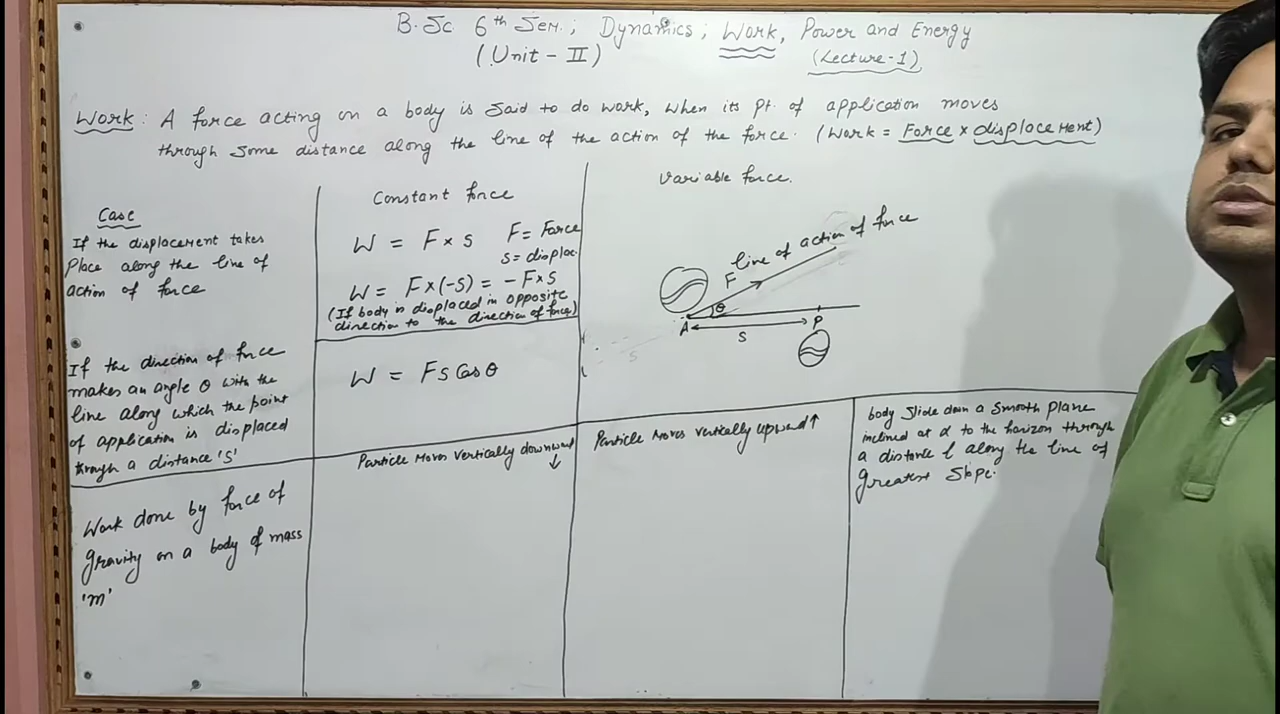 B.Sc 6th Sem.; Dynamics; Work, Power and Energy
(Unit-II) (Lecture-1)
Work: A force acting on a body is said to do work, when its pt. of application moves
through some distance along the line of the action of the force. (Work = Force x displacement)
Case
If the displacement takes
place along the line of
action of force
Constant force
W = F x s F = Force
s = displac.
W = F x (-s) = - F x s
(If body is displaced in opposite
direction to the direction of force)
Variable force.
line of action of force
F
θ
A
S
P
S
If the direction of force
makes an angle θ with the
line along which the point
of application is displaced
through a distance 's'
W = Fs Cosθ
Work done by force of
gravity on a body of mass
'm'
Particle moves vertically downward ↓
Particle moves vertically upward ↑
body slide down a smooth plane
inclined at α to the horizon through
a distance l along the line of
greatest slope.